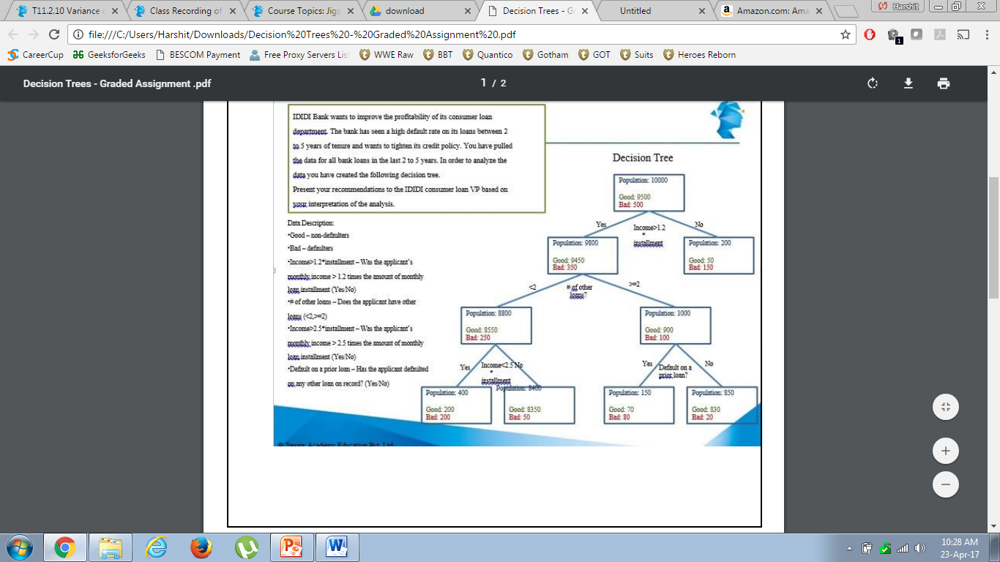 T11.2.10 Variance
Class Recording of
Course Topics: Jigs
download
Decision Trees - G
Untitled
Amazon.com: Ama
Harshit
file:///C:/Users/Harshit/Downloads/Decision%20Trees%20-%20Graded%20Assignment%20.pdf
1
CareerCup
GeeksforGeeks
BESCOM Payment
Free Proxy Servers Lis
WWE Raw
BBT
Quantico
Gotham
GOT
Suits
Heroes Reborn
Decision Trees - Graded Assignment .pdf
1 / 2
IDIDI Bank wants to improve the profitability of its consumer loan
department. The bank has seen a high default rate on its loans between 2
to 5 years of tenure and wants to tighten its credit policy. You have pulled
the data for all bank loans in the last 2 to 5 years. In order to analyze the
data you have created the following decision tree.
Present your recommendations to the IDIDI consumer loan VP based on
your interpretation of the analysis.
Data Description:
•Good – non-defaulters
•Bad – defaulters
•Income>1.2*installment – Was the applicant's
monthly income > 1.2 times the amount of monthly
loan installment (Yes/No)
•# of other loans – Does the applicant have other
loans (<2,>=2)
•Income>2.5*installment – Was the applicant's
monthly income > 2.5 times the amount of monthly
loan installment (Yes/No)
•Default on a prior loan – Has the applicant defaulted
on any other loan on record? (Yes/No)
Decision Tree
Population: 10000
Good: 9500
Bad: 500
Yes
Income>1.2
*
installment
No
Population: 9800
Good: 9450
Bad: 350
Population: 200
Good: 50
Bad: 150
<2
# of other
loans?
>=2
Population: 8800
Good: 8550
Bad: 250
Population: 1000
Good: 900
Bad: 100
Yes
Income<2.5
*
installment
No
Yes
Default on a
prior loan?
No
Population: 400
Good: 200
Bad: 200
Population: 8400
Good: 8350
Bad: 50
Population: 150
Good: 70
Bad: 80
Population: 850
Good: 830
Bad: 20
Academy Education Pvt. Ltd
10:28 AM
23-Apr-17